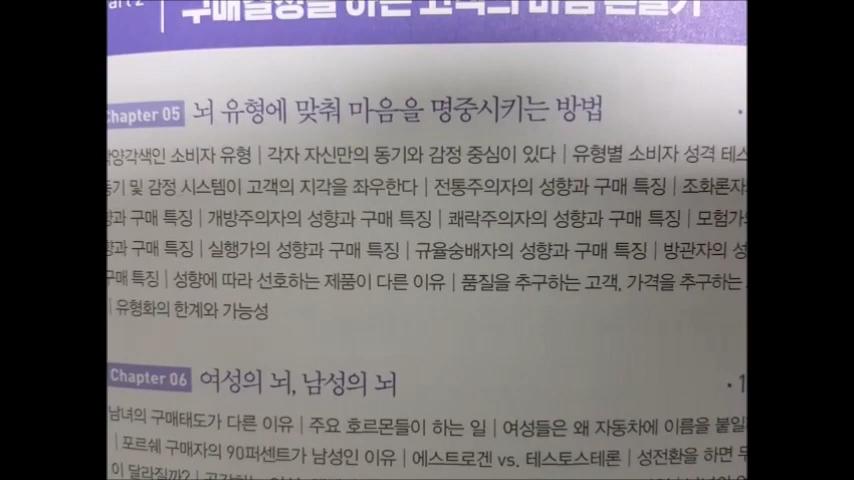 구매결정을 하는 고객의 마음
Chapter 05 뇌 유형에 맞춰 마음을 명중시키는 방법
각양각색인 소비자 유형 | 각자 자신만의 동기와 감정 중심이 있다 | 유형별 소비자 성격
동기 및 감정 시스템이 고객의 지각을 좌우한다 | 전통주의자의 성향과 구매 특징 | 조화론자
구매 특징 | 개방주의자의 성향과 구매 특징 | 쾌락주의자의 성향과 구매 특징 |
구매 특징 | 실행가의 성향과 구매 특징 | 규율숭배자의 성향과 구매 특징 | 방관자의
구매 특징 | 성향에 따라 선호하는 제품이 다른 이유 | 품질을 추구하는 고객, 가격을 추구하는
| 유형화의 한계와 가능성
Chapter 06 여성의 뇌, 남성의 뇌
남녀의 구매태도가 다른 이유 | 주요 호르몬들이 하는 일 | 여성들은 왜 자동차에 이름을
| 포르쉐 구매자의 90퍼센트가 남성인 이유 | 에스트로겐 vs. 테스토스테론 | 성전환을 하면
이 달라질까? |